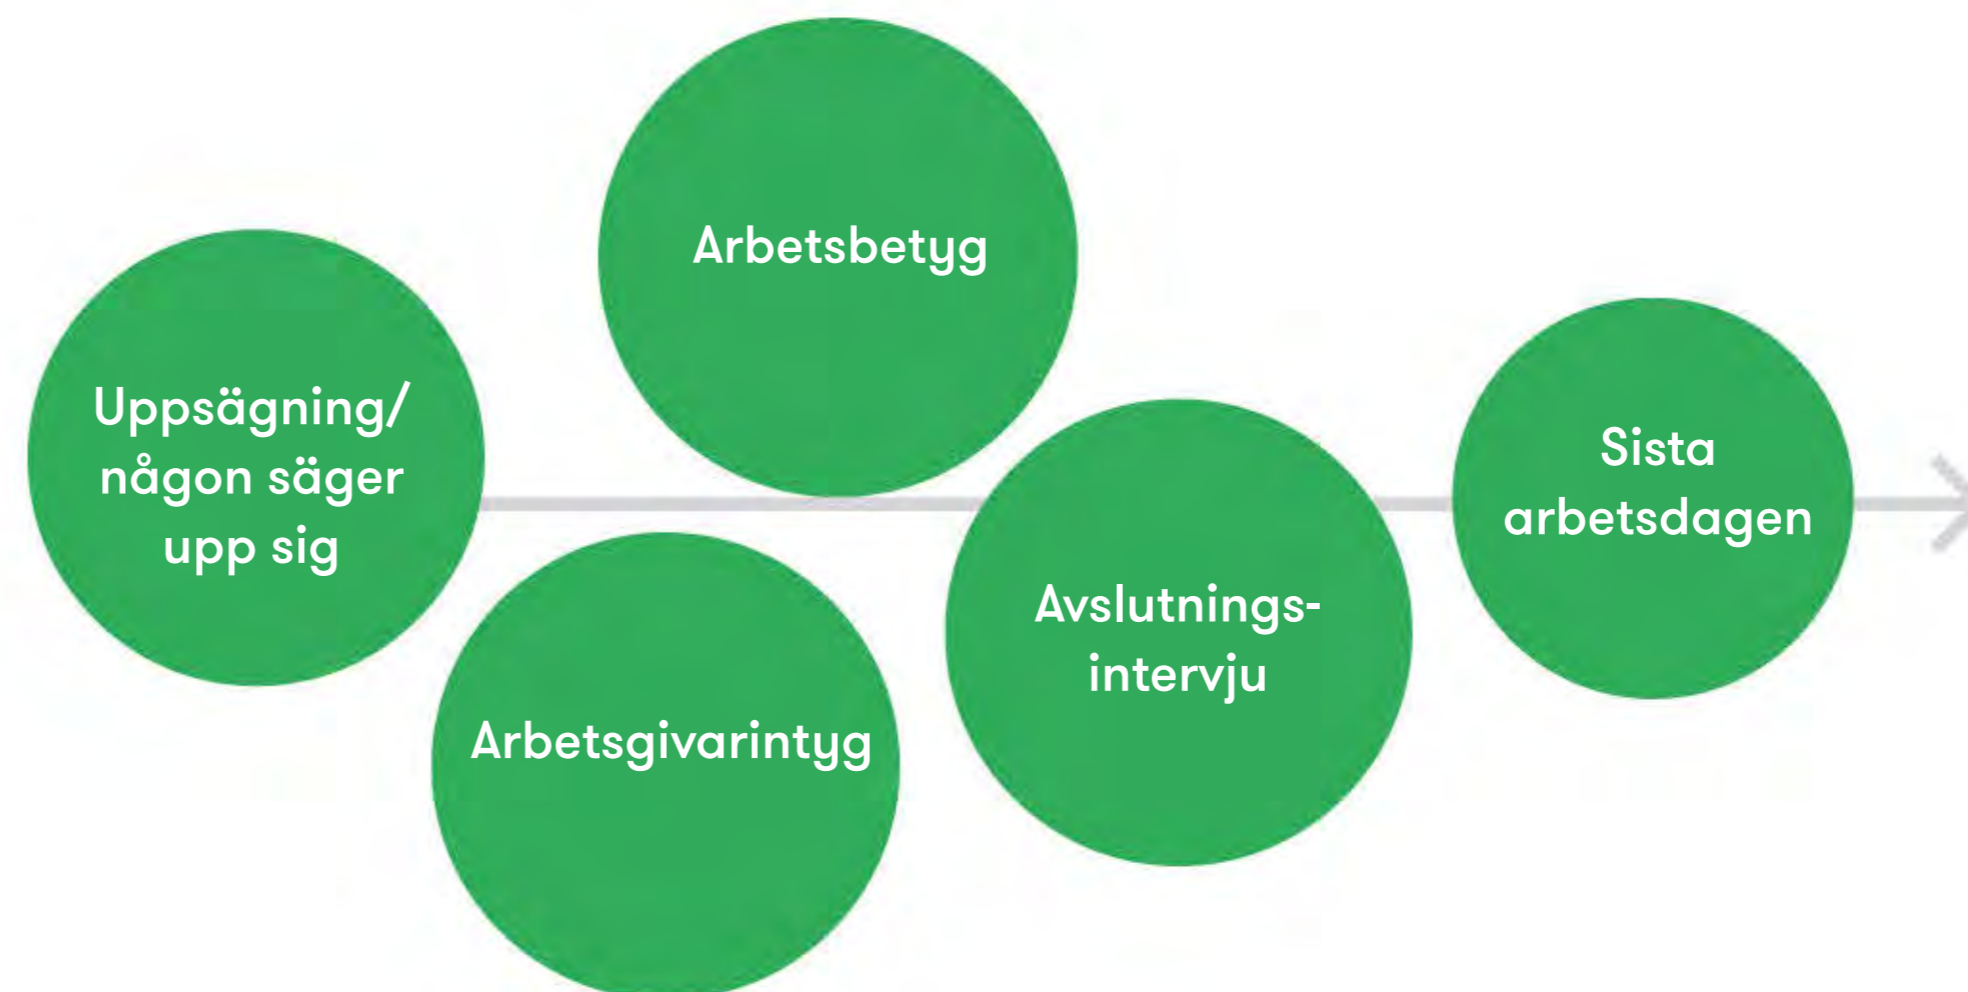 Uppsägning/
någon säger
upp sig
Arbetsbetyg
Arbetsgivarintyg
Avslutnings-
intervju
Sista
arbetsdagen